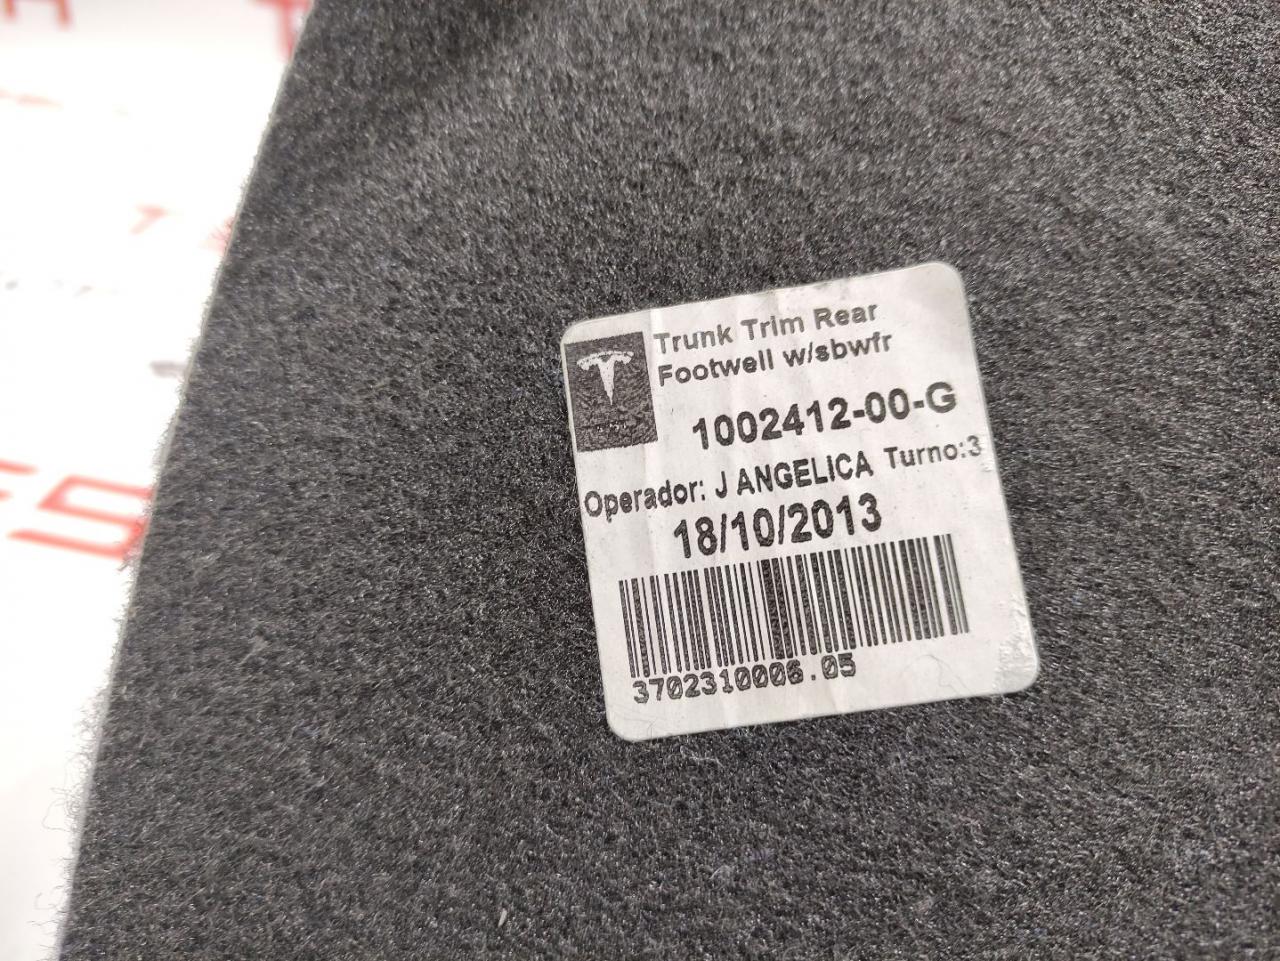 Trunk Trim Rear
Footwell w/sbwfr
1002412-00-G
Operador: J ANGELICA Turno:3
18/10/2013
3702310006.05